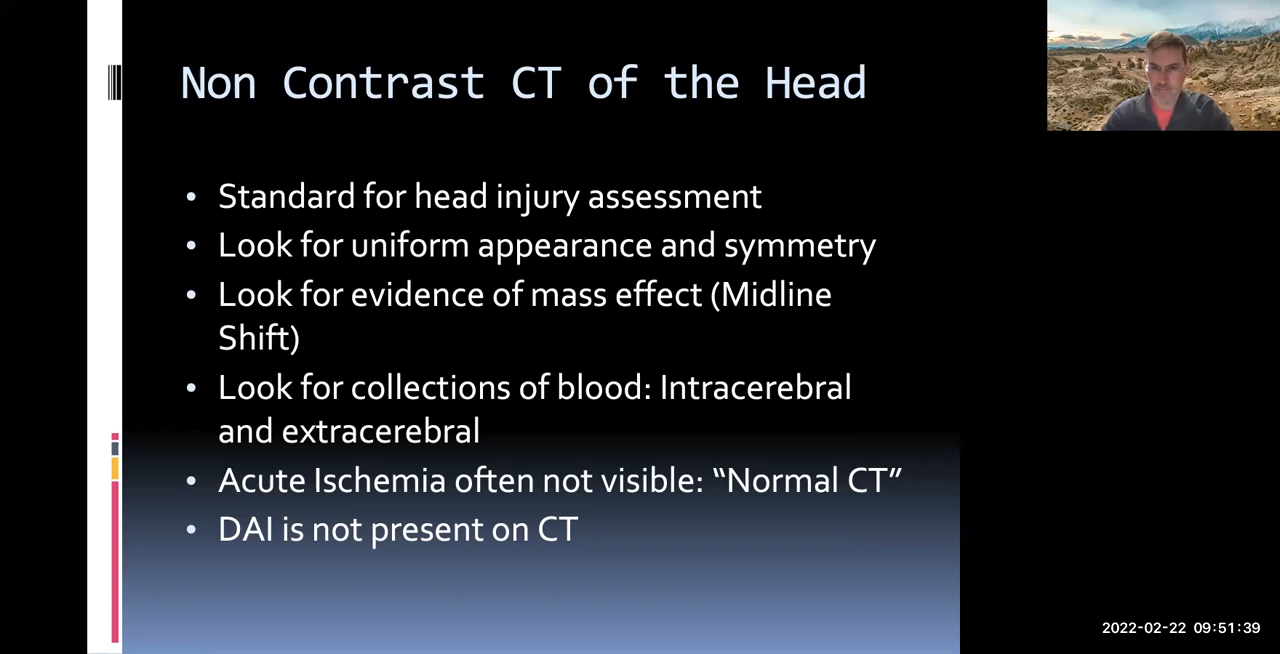 Non Contrast CT of the Head
• Standard for head injury assessment
• Look for uniform appearance and symmetry
• Look for evidence of mass effect (Midline
Shift)
• Look for collections of blood: Intracerebral
and extracerebral
• Acute Ischemia often not visible: “Normal CT”
• DAI is not present on CT
2022-02-22 09:51:39